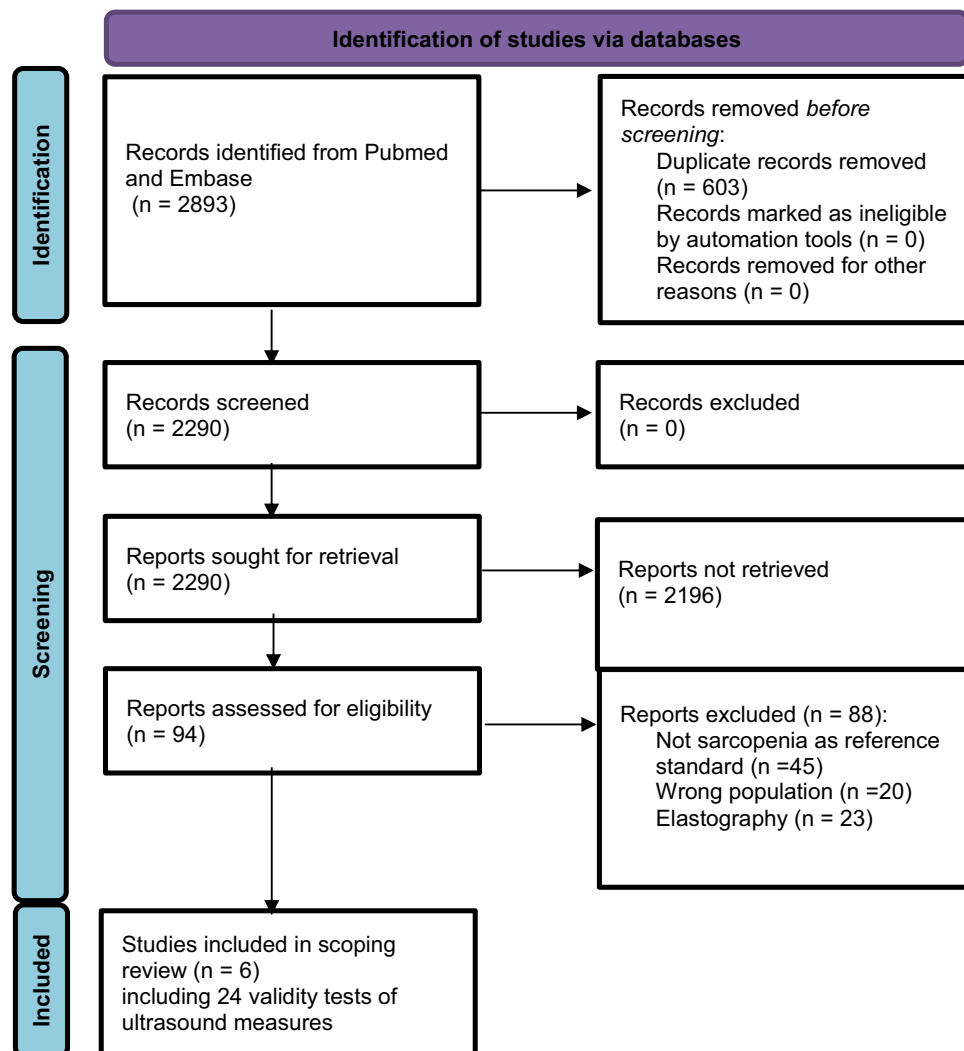 Identification of studies via databases
Identification
Records identified from Pubmed
and Embase
(n = 2893)
Records removed before
screening:
Duplicate records removed
(n = 603)
Records marked as ineligible
by automation tools (n = 0)
Records removed for other
reasons (n = 0)
Screening
Records screened
(n = 2290)
Records excluded
(n = 0)
Reports sought for retrieval
(n = 2290)
Reports not retrieved
(n = 2196)
Reports assessed for eligibility
(n = 94)
Reports excluded (n = 88):
Not sarcopenia as reference
standard (n =45)
Wrong population (n =20)
Elastography (n = 23)
Included
Studies included in scoping
review (n = 6)
including 24 validity tests of
ultrasound measures